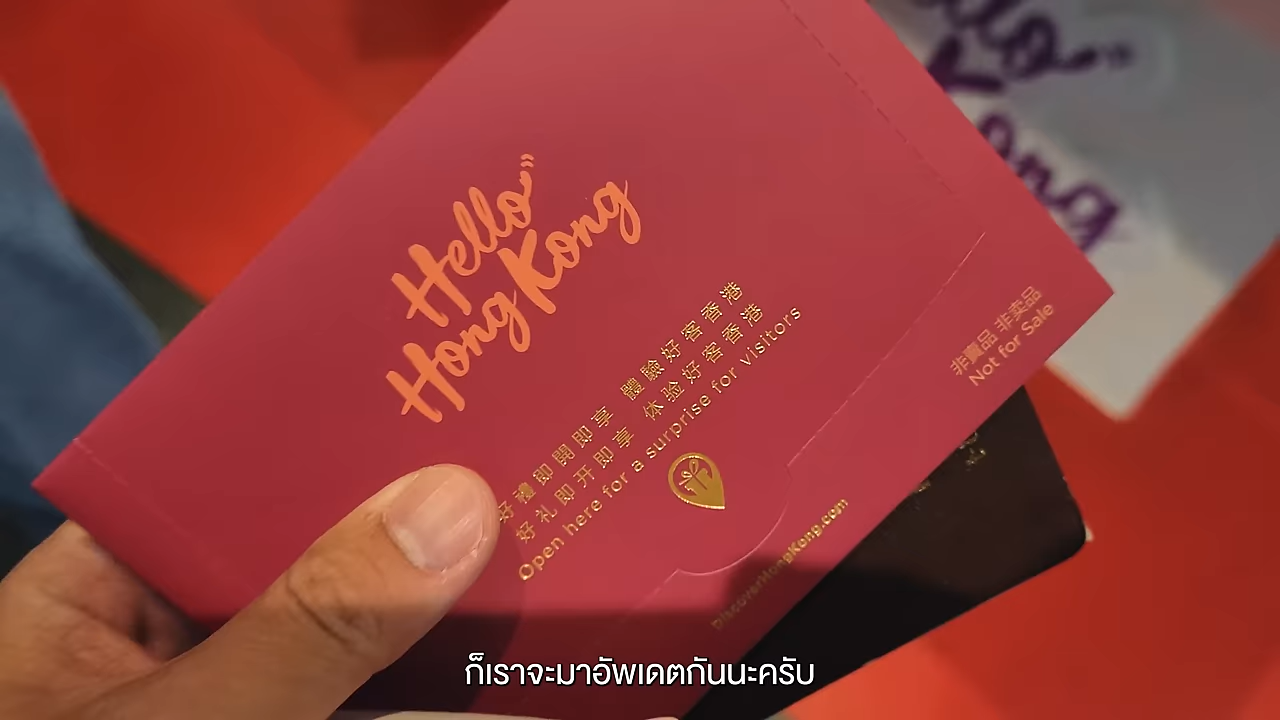 Hello
Hong Kong
好禮即開即享 體驗好客香港
好礼即开即享 体验好客香港
Open here for a surprise for visitors
非賣品 非卖品
Not for Sale
DiscoverHongKong.com
Kong
ก็เราจะมาอัพเดตกันนะครับ